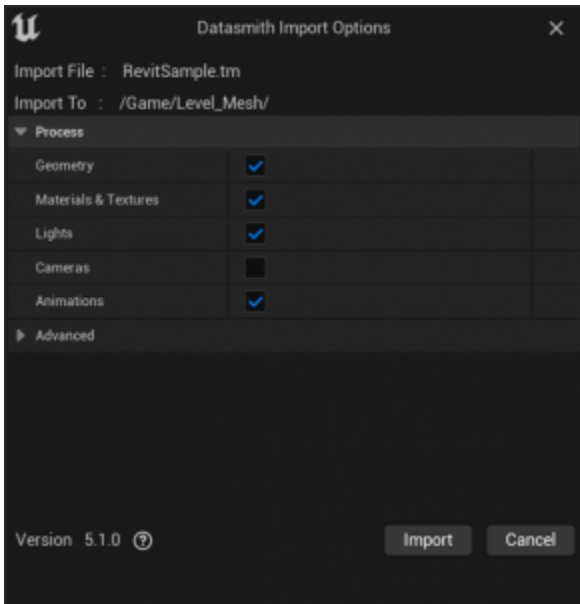 Datasmith Import Options
Import File : RevitSample.tm
Import To : /Game/Level_Mesh/
Process
Geometry
Materials & Textures
Lights
Cameras
Animations
Advanced
Version 5.1.0 ?
Import Cancel